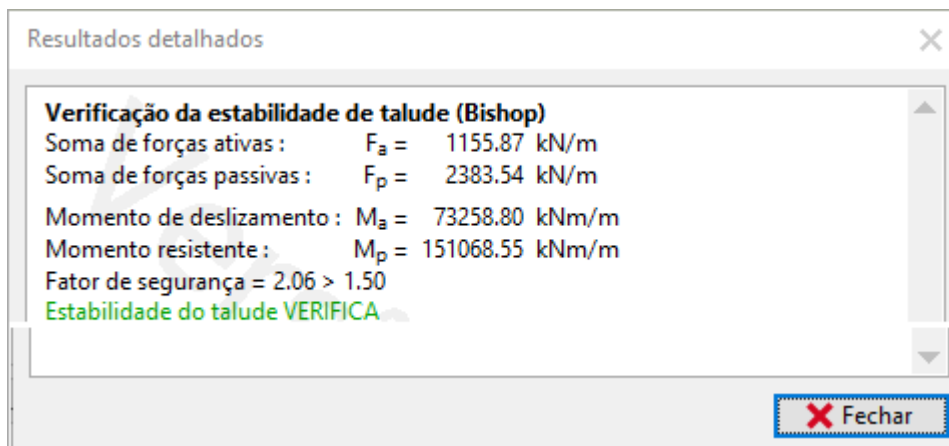 Resultados detalhados
Verificação da estabilidade de talude (Bishop)
Soma de forças ativas : Fa = 1155.87 kN/m
Soma de forças passivas : Fp = 2383.54 kN/m
Momento de deslizamento : Ma = 73258.80 kNm/m
Momento resistente : Mp = 151068.55 kNm/m
Fator de segurança = 2.06 > 1.50
Estabilidade do talude VERIFICA
Fechar